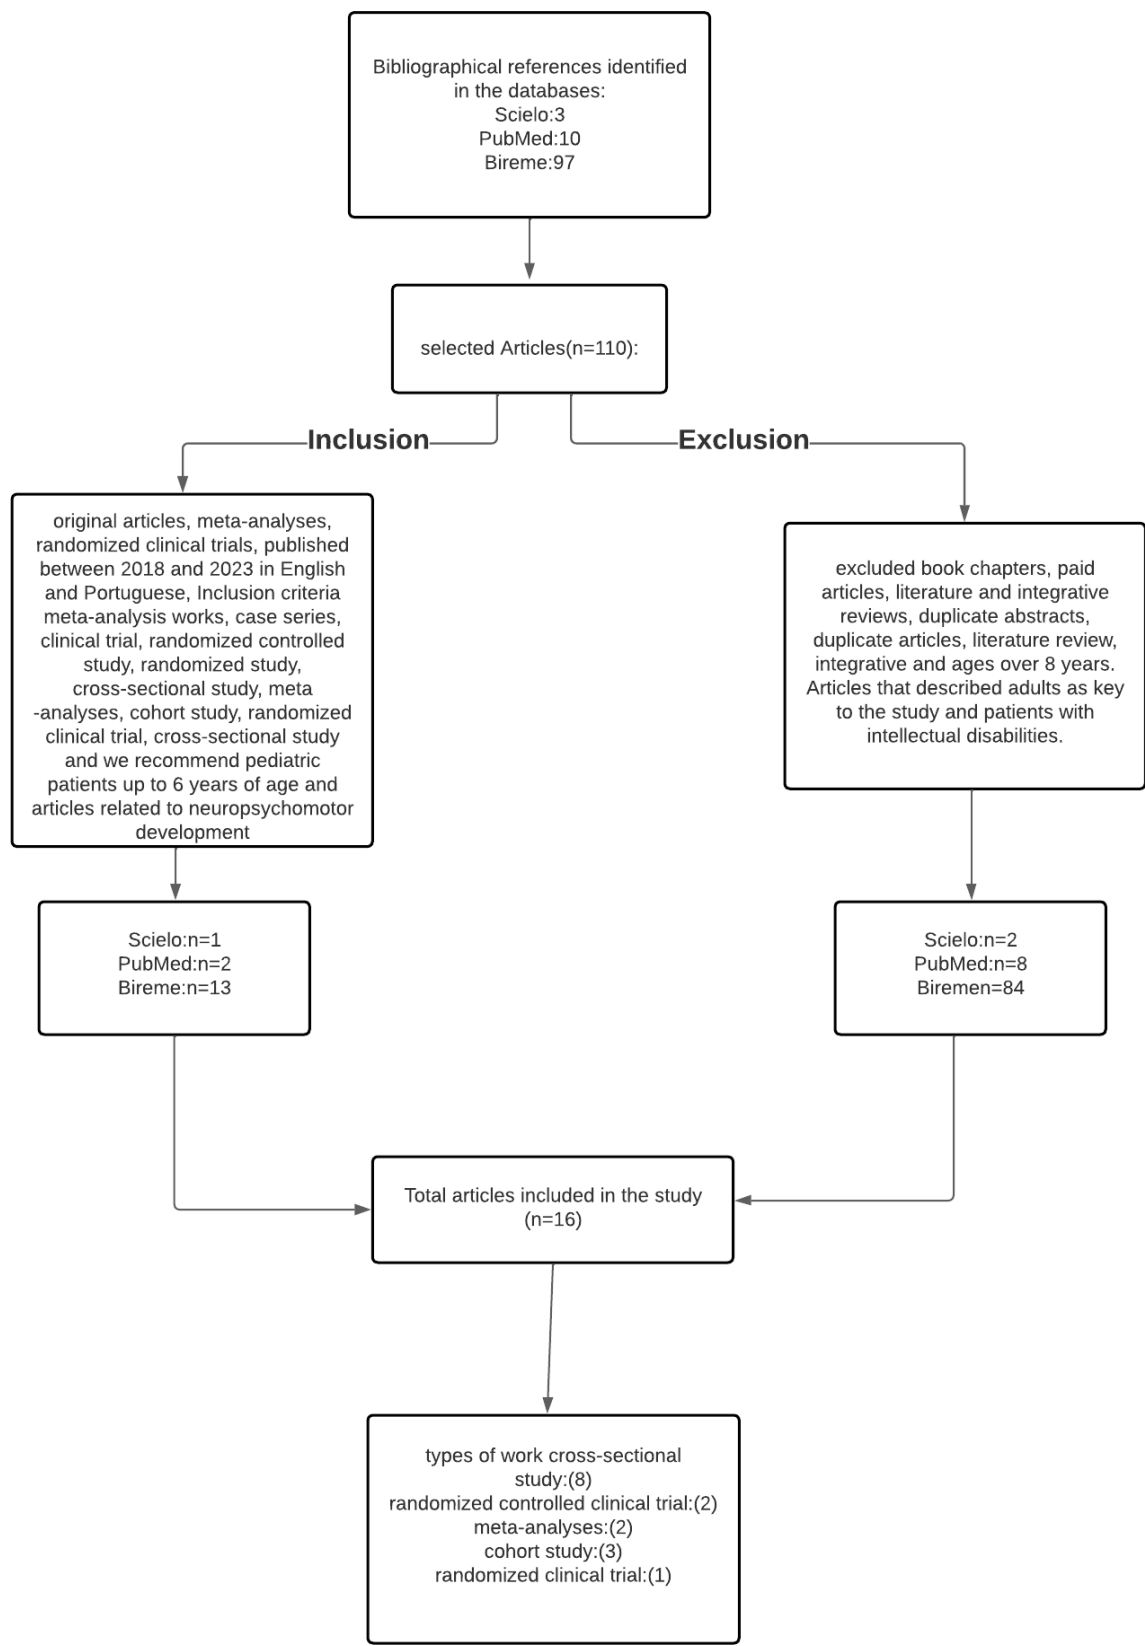 Bibliographical references identified
in the databases:
Scielo:3
PubMed:10
Bireme:97
selected Articles(n=110):
Inclusion
Exclusion
original articles, meta-analyses,
randomized clinical trials, published
between 2018 and 2023 in English
and Portuguese, Inclusion criteria
meta-analysis works, case series,
clinical trial, randomized controlled
study, randomized study,
cross-sectional study, meta
-analyses, cohort study, randomized
clinical trial, cross-sectional study
and we recommend pediatric
patients up to 6 years of age and
articles related to neuropsychomotor
development
excluded book chapters, paid
articles, literature and integrative
reviews, duplicate abstracts,
duplicate articles, literature review,
integrative and ages over 8 years.
Articles that described adults as key
to the study and patients with
intellectual disabilities.
Scielo:n=1
PubMed:n=2
Bireme:n=13
Scielo:n=2
PubMed:n=8
Biremen=84
Total articles included in the study
(n=16)
types of work cross-sectional
study:(8)
randomized controlled clinical trial:(2)
meta-analyses:(2)
cohort study:(3)
randomized clinical trial:(1)